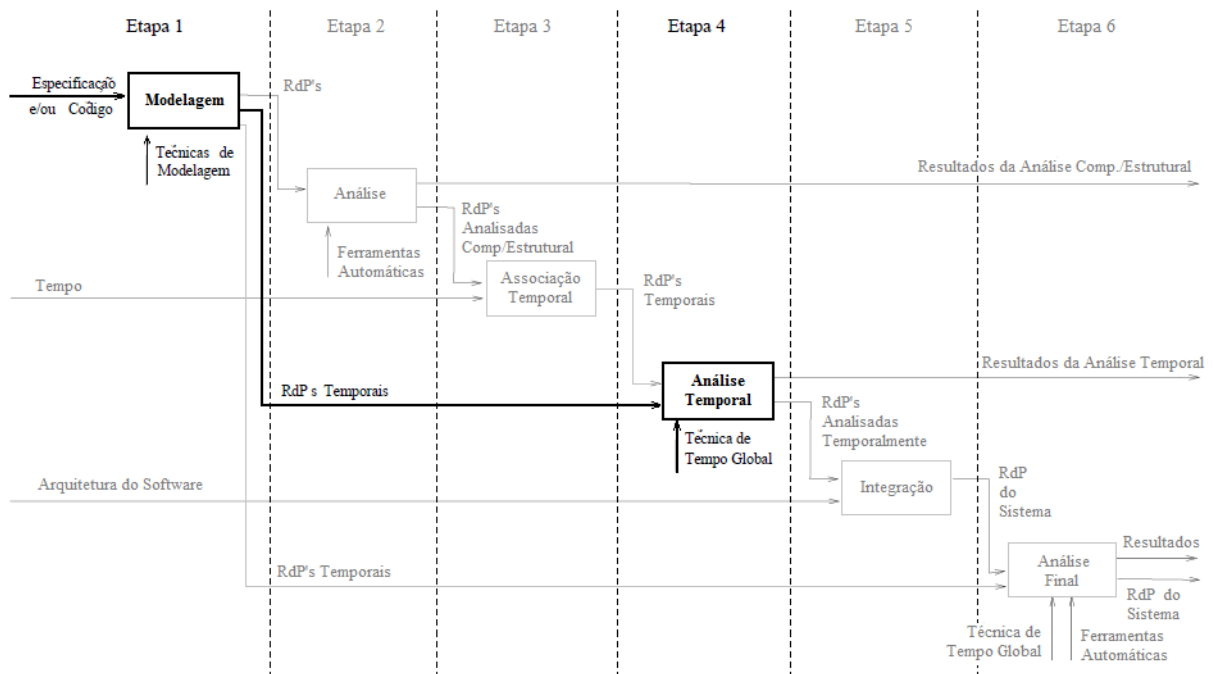 Etapa 1
Etapa 2
Etapa 3
Etapa 4
Etapa 5
Etapa 6
Especificação
e/ou Código
Modelagem
RdP's
Técnicas de
Modelagem
Resultados da Análise Comp./Estrutural
Análise
RdP's
Analisadas
Comp/Estrutural
Ferramentas
Automáticas
Tempo
Associação
Temporal
RdP's
Temporais
Resultados da Análise Temporal
RdP s Temporais
Análise
Temporal
RdP's
Analisadas
Temporalmente
Técnica de
Tempo Global
Arquitetura do Software
Integração
RdP
do
Sistema
RdP's Temporais
Análise
Final
Resultados
RdP do
Sistema
Técnica de
Tempo Global
Ferramentas
Automáticas